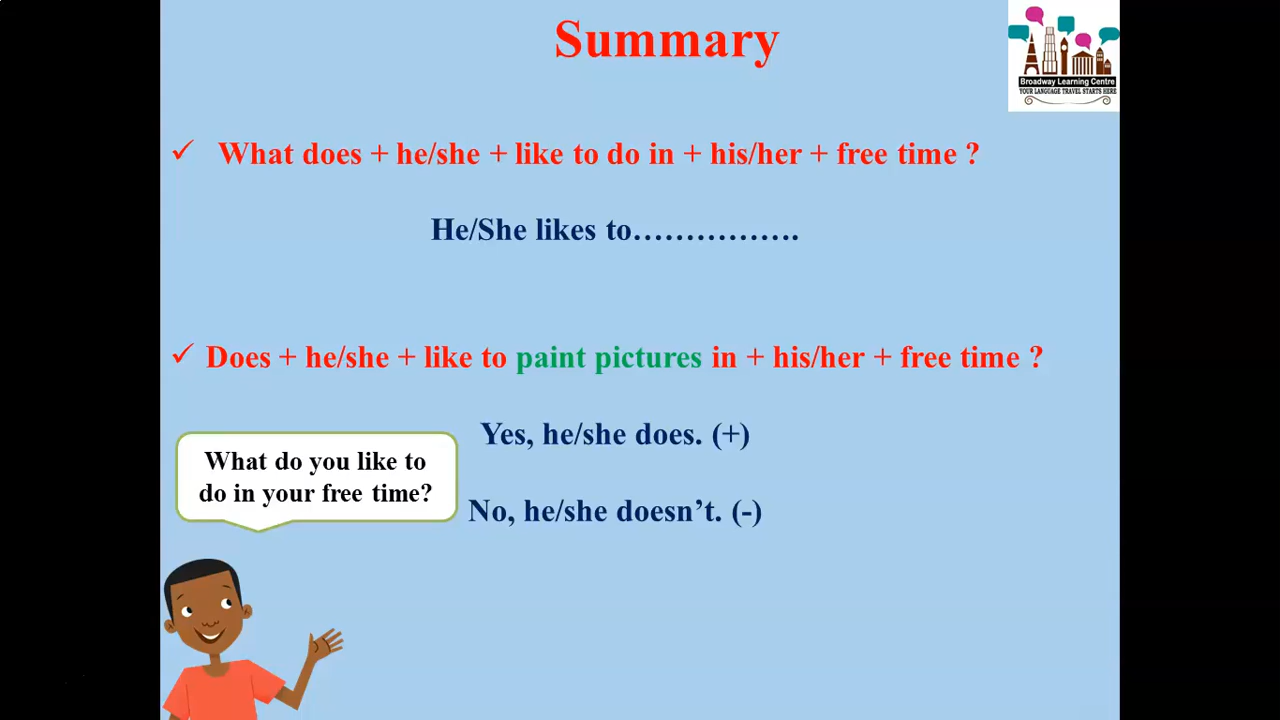 Summary
Broadway Learning Centre
YOUR LANGUAGE TRAVEL STARTS HERE
✓ What does + he/she + like to do in + his/her + free time ?
He/She likes to…………….
✓ Does + he/she + like to paint pictures in + his/her + free time ?
Yes, he/she does. (+)
What do you like to
do in your free time?
No, he/she doesn’t. (-)